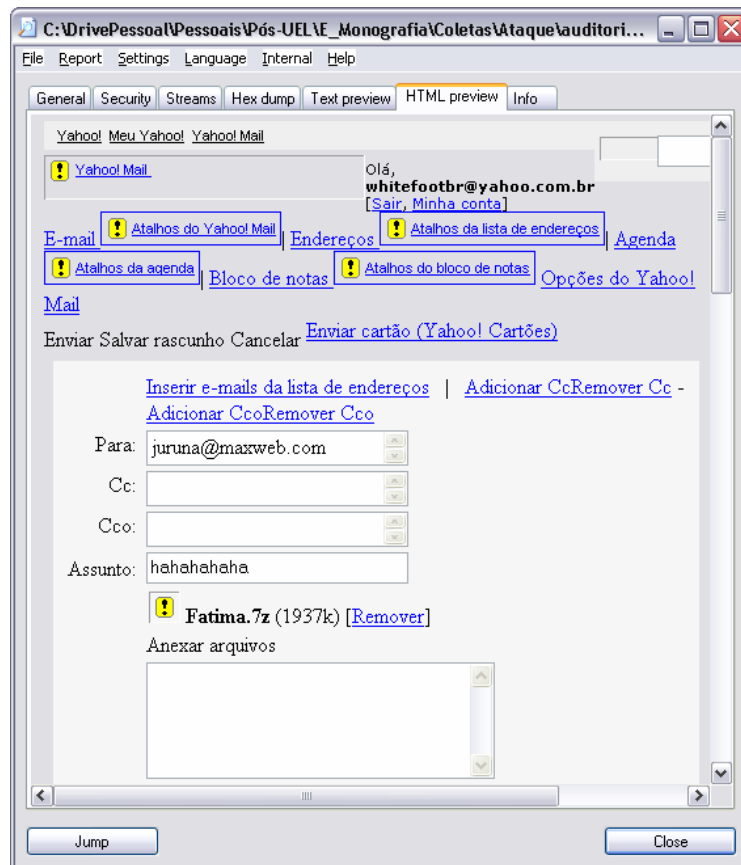 C:\DrivePessoal\Pessoais\Pós-UEL\E_Monografia\Coletas\Ataque\auditori...
File Report Settings Language Internal Help
General Security Streams Hex dump Text preview HTML preview Info
Yahoo! Meu Yahoo! Yahoo! Mail
Yahoo! Mail
Olá,
whitefootbr@yahoo.com.br
[Sair, Minha conta]
E-mail Atalhos do Yahoo! Mail | Endereços Atalhos da lista de endereços | Agenda
Atalhos da agenda | Bloco de notas Atalhos do bloco de notas Opções do Yahoo!
Mail
Enviar Salvar rascunho Cancelar Enviar cartão (Yahoo! Cartões)
Inserir e-mails da lista de endereços | Adicionar CcRemover Cc -
Adicionar CcoRemover Cco
Para: juruna@maxweb.com
Cc:
Cco:
Assunto: hahahahaha
Fatima.7z (1937k) [Remover]
Anexar arquivos
Jump Close